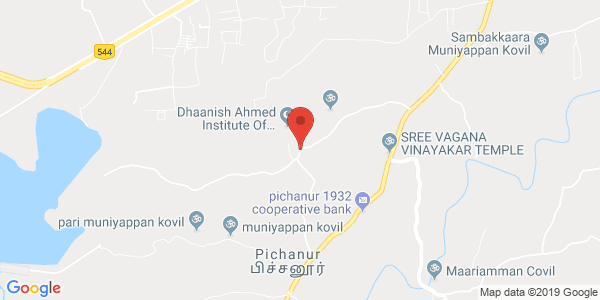 544
Sambakkaara
Muniyappan Kovil
Dhaanish Ahmed
Institute Of...
SREE VAGANA
VINAYAKAR TEMPLE
pichanur 1932
cooperative bank
pari muniyappan kovil
muniyappan kovil
Pichanur
பிச்சனூர்
Maariamman Covil
Google
Map data ©2019 Google